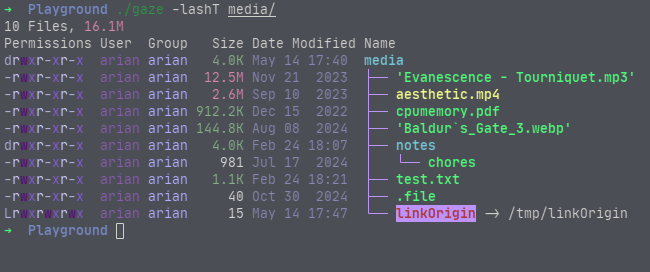 ➜ Playground ./gaze -lashT media/
10 Files, 16.1M
Permissions User Group Size Date Modified Name
drwxr-xr-x arian arian 4.0K May 14 17:40 media
-rwxr-xr-x arian arian 12.5M Nov 21 2023 ├── 'Evanescence - Tourniquet.mp3'
-rwxr-xr-x arian arian 2.6M Sep 10 2023 ├── aesthetic.mp4
-rwxr-xr-x arian arian 912.2K Dec 15 2022 ├── cpumemory.pdf
-rwxr-xr-x arian arian 144.8K Aug 08 2024 ├── 'Baldur`s_Gate_3.webp'
drwxr-xr-x arian arian 4.0K Feb 24 18:07 ├── notes
-rwxr-xr-x arian arian 981 Jul 17 2024 │ └── chores
-rwxr-xr-x arian arian 1.1K Feb 24 18:21 ├── test.txt
-rwxr-xr-x arian arian 40 Oct 30 2024 ├── .file
Lrwxrwxrwx arian arian 15 May 14 17:47 └── linkOrigin -> /tmp/linkOrigin
➜ Playground